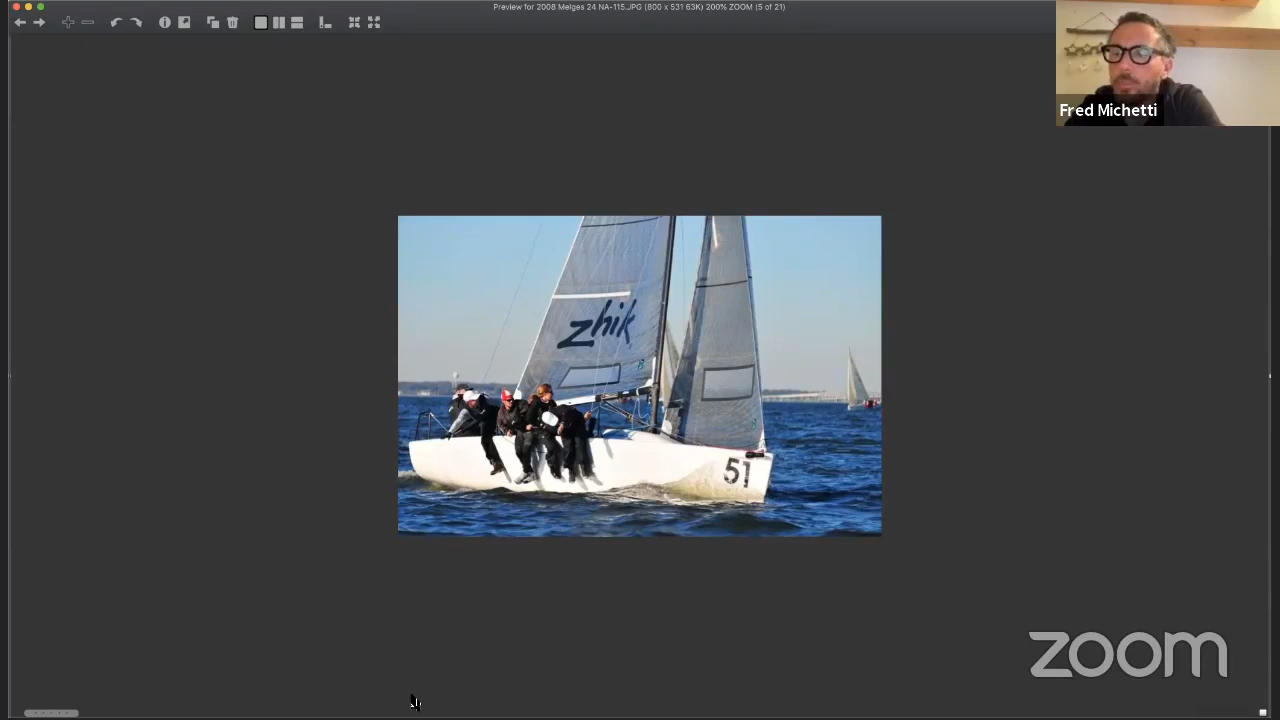 Preview for 2008 Melges 24 NA-115.JPG (800 x 531 63K) 200% ZOOM (5 of 21)
Fred Michetti
zhik
51
zoom